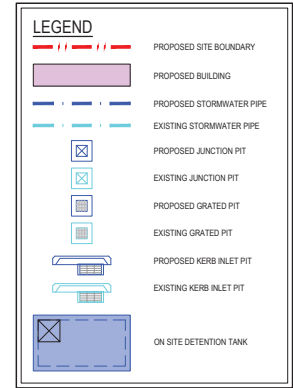 LEGEND
PROPOSED SITE BOUNDARY
PROPOSED BUILDING
PROPOSED STORMWATER PIPE
EXISTING STORMWATER PIPE
PROPOSED JUNCTION PIT
EXISTING JUNCTION PIT
PROPOSED GRATED PIT
EXISTING GRATED PIT
PROPOSED KERB INLET PIT
EXISTING KERB INLET PIT
ON SITE DETENTION TANK